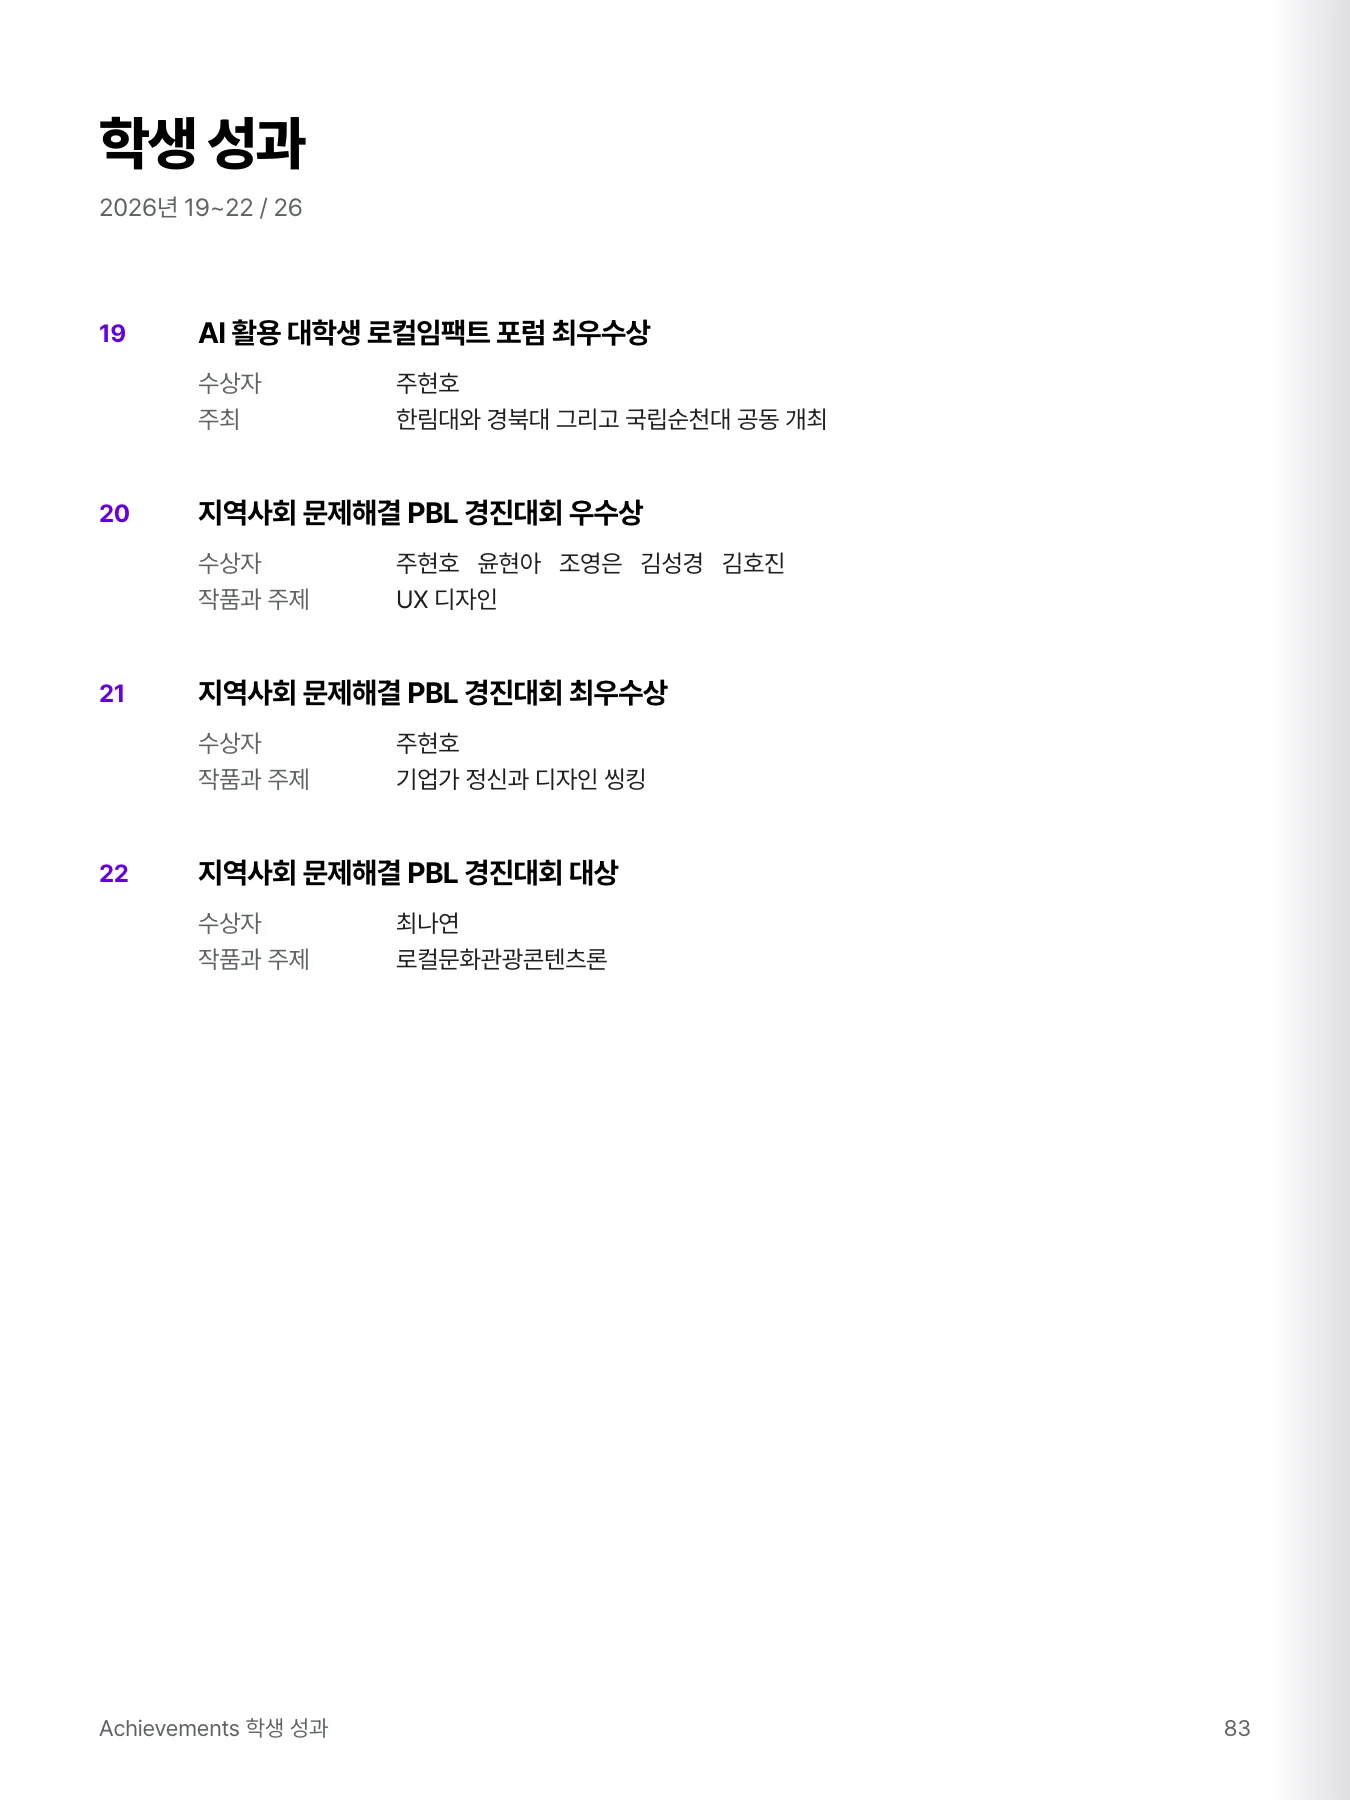 학생 성과
2026년 19~22 / 26
19 AI 활용 대학생 로컬임팩트 포럼 최우수상
수상자 주현호
주최 한림대와 경북대 그리고 국립순천대 공동 개최
20 지역사회 문제해결 PBL 경진대회 우수상
수상자 주현호 윤현아 조영은 김성경 김호진
작품과 주제 UX 디자인
21 지역사회 문제해결 PBL 경진대회 최우수상
수상자 주현호
작품과 주제 기업가 정신과 디자인 씽킹
22 지역사회 문제해결 PBL 경진대회 대상
수상자 최나연
작품과 주제 로컬문화관광콘텐츠론
Achievements 학생 성과 83